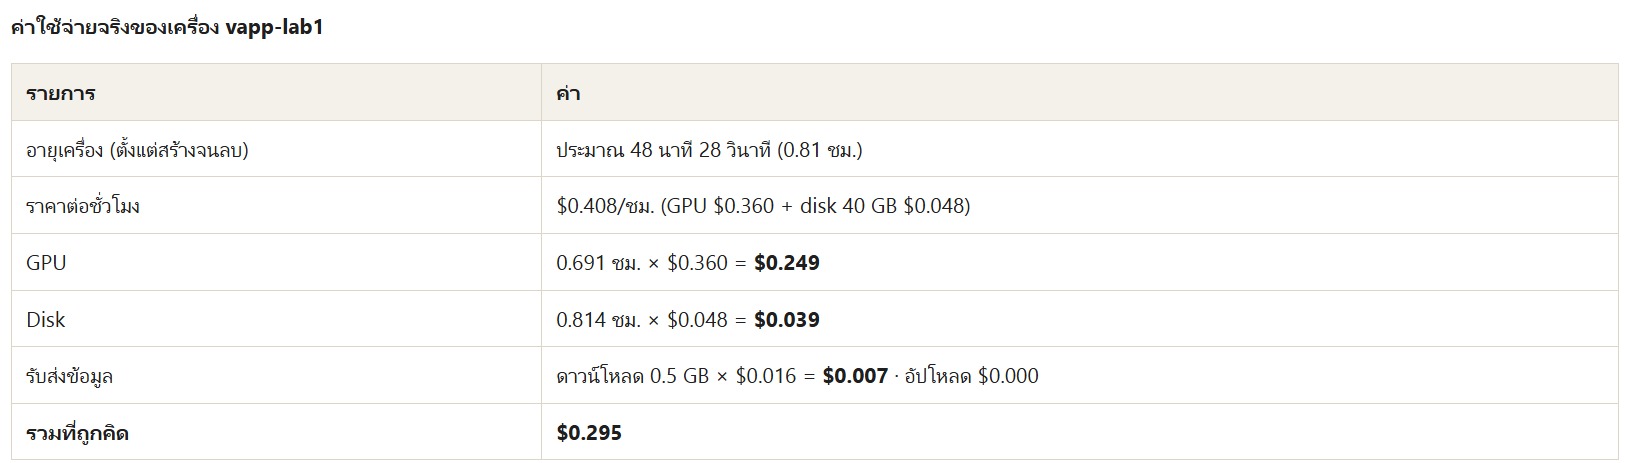 ค่าใช้จ่ายจริงของเครื่อง vapp-lab1
รายการ ค่า
อายุเครื่อง (ตั้งแต่สร้างจนลบ) ประมาณ 48 นาที 28 วินาที (0.81 ชม.)
ราคาต่อชั่วโมง $0.408/ชม. (GPU $0.360 + disk 40 GB $0.048)
GPU 0.691 ชม. × $0.360 = $0.249
Disk 0.814 ชม. × $0.048 = $0.039
รับส่งข้อมูล ดาวน์โหลด 0.5 GB × $0.016 = $0.007 · อัปโหลด $0.000
รวมที่ถูกคิด $0.295